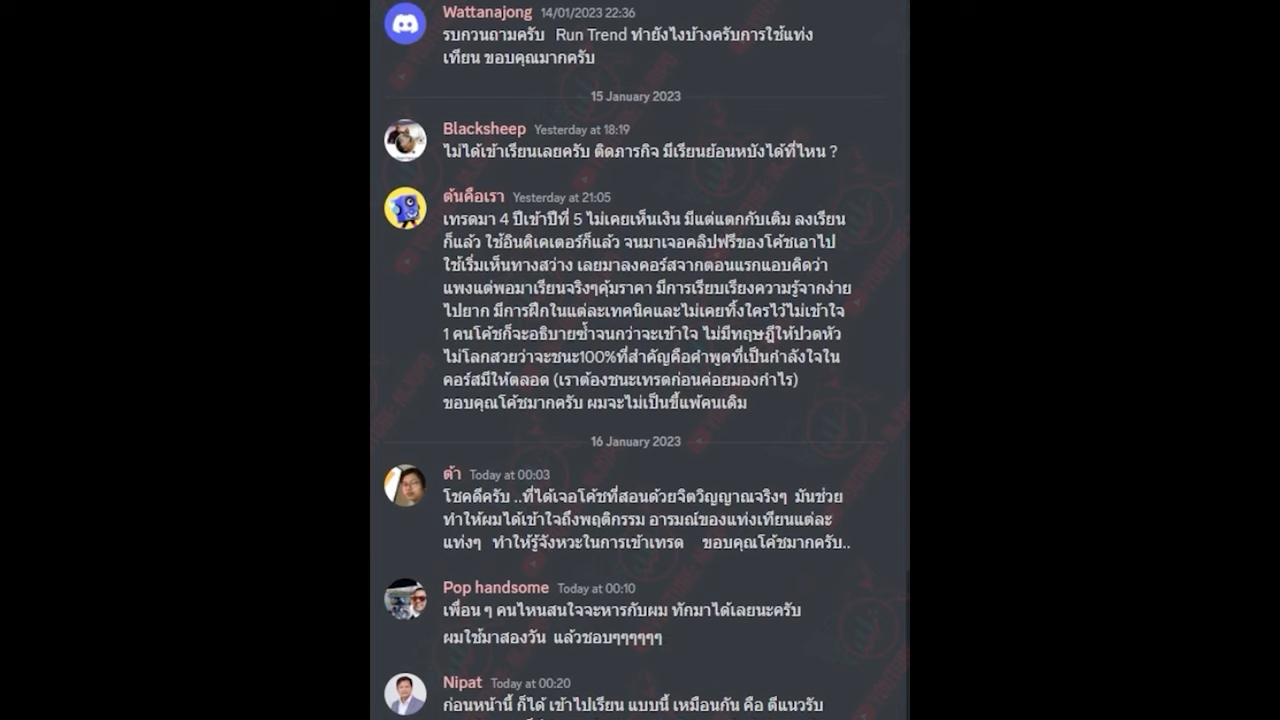 Wattanajong 14/01/2023 22:36
รบกวนถามครับ Run Trend ทำยังไงบ้างครับการใช้แท่ง
เทียน ขอบคุณมากครับ
15 January 2023
Blacksheep Yesterday at 18:19
ไม่ได้เข้าเรียนเลยครับ ติดภารกิจ มีเรียนย้อนหบังได้ที่ไหน ?
ต้นคือเรา Yesterday at 21:05
เทรดมา 4 ปีเข้าปีที่ 5 ไม่เคยเห็นเงิน มีแต่แตกกับเติม ลงเรียน
ก็แล้ว ใช้อินดิเคเตอร์ก็แล้ว จนมาเจอคลิปฟรีของโค้ชเอาไป
ใช้เริ่มเห็นทางสว่าง เลยมาลงคอร์สจากตอนแรกแอบคิดว่า
แพงแต่พอมาเรียนจริงๆคุ้มราคา มีการเรียบเรียงความรู้จากง่าย
ไปยาก มีการฝึกในแต่ละเทคนิคและไม่เคยทิ้งใครไว้ไม่เข้าใจ
1 คนโค้ชก็จะอธิบายซ้ำจนกว่าจะเข้าใจ ไม่มีทฤษฎีให้ปวดหัว
ไม่โลกสวยว่าจะชนะ100%ที่สำคัญคือคำพูดที่เป็นกำลังใจใน
คอร์สมีให้ตลอด (เราต้องชนะเทรดก่อนค่อยมองกำไร)
ขอบคุณโค้ชมากครับ ผมจะไม่เป็นขี้แพ้คนเดิม
16 January 2023
ต้า Today at 00:03
โชคดีครับ ..ที่ได้เจอโค้ชที่สอนด้วยจิตวิญญาณจริงๆ มันช่วย
ทำให้ผมได้เข้าใจถึงพฤติกรรม อารมณ์ของแท่งเทียนแต่ละ
แท่งๆ ทำให้รู้จังหวะในการเข้าเทรด ขอบคุณโค้ชมากครับ..
Pop handsome Today at 00:10
เพื่อน ๆ คนไหนสนใจจะหารกับผม ทักมาได้เลยนะครับ
ผมใช้มาสองวัน แล้วชอบๆๆๆๆๆๆ
Nipat Today at 00:20
ก่อนหน้านี้ ก็ได้ เข้าไปเรียน แบบนี้ เหมือนกัน คือ ตีแนวรับ